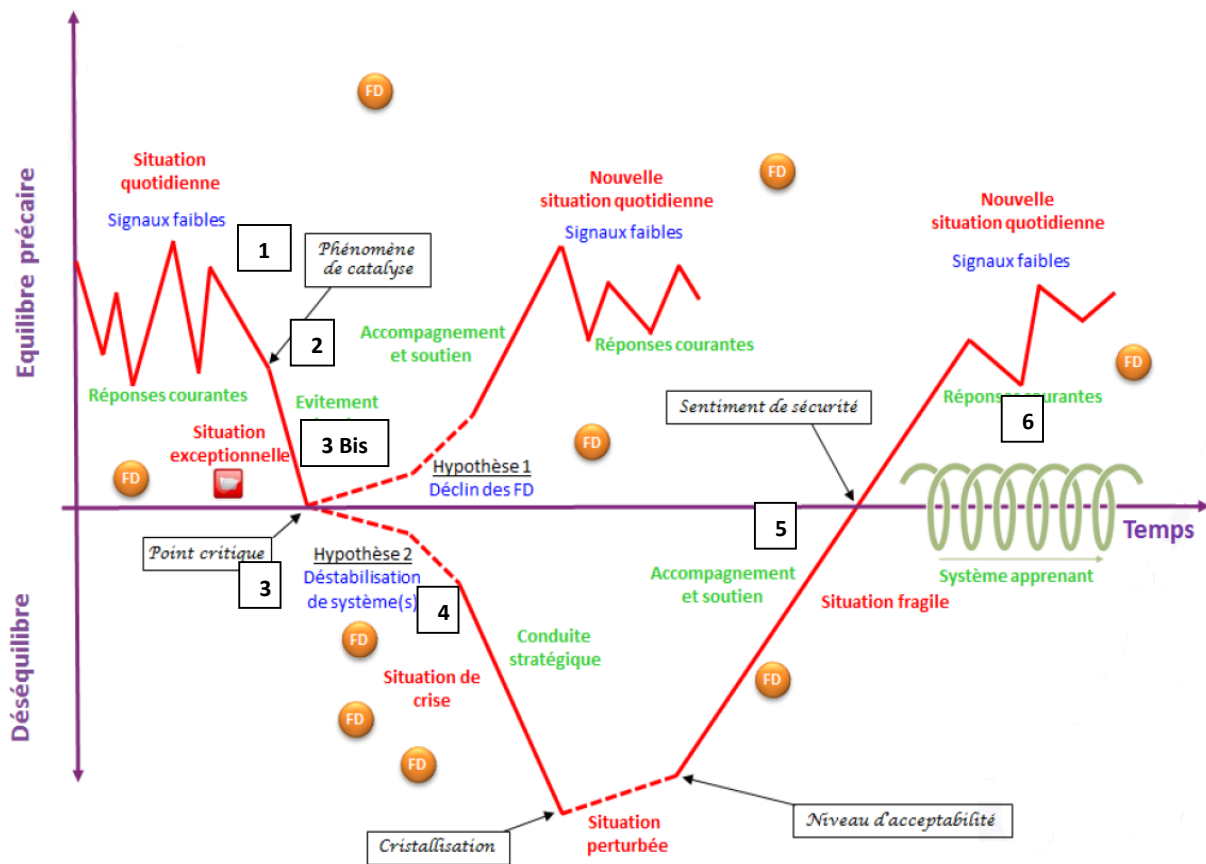 FD
FD
Situation
quotidienne
Signaux faibles
1
Phénomène
de catalyse
2
Nouvelle
situation quotidienne
Signaux faibles
Nouvelle
situation quotidienne
Signaux faibles
Equilibre précaire
Accompagnement
et soutien
Réponses courantes
FD
Réponses courantes
Evitement
Sentiment de sécurité
Réponses courantes
6
Situation
exceptionnelle
3 Bis
FD
FD
Hypothèse 1
Déclin des FD
5
Temps
Point critique
3
Hypothèse 2
Déstabilisation
de système(s)
4
Accompagnement
et soutien
Système apprenant
Situation fragile
Déséquilibre
FD
Conduite
stratégique
Situation de
crise
FD
FD
FD
Cristallisation
Situation
perturbée
Niveau d'acceptabilité